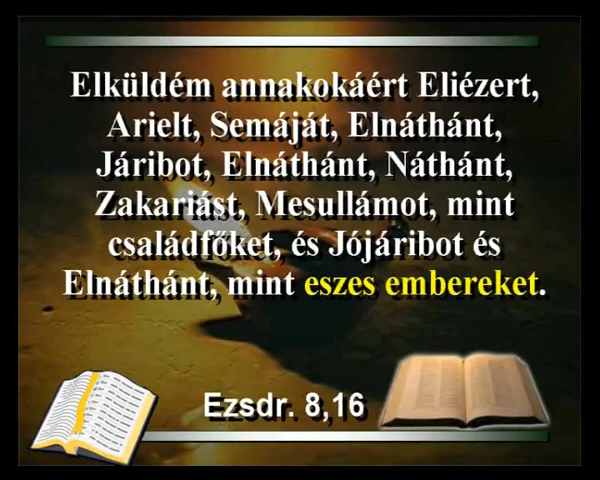 Elküldém annakokáért Eliézert,
Arielt, Semáját, Elnáthánt,
Járibot, Elnáthánt, Náthánt,
Zakariást, Mesullámot, mint
családfőket, és Jójáribot és
Elnáthánt, mint eszes embereket.
Ezsdr. 8,16